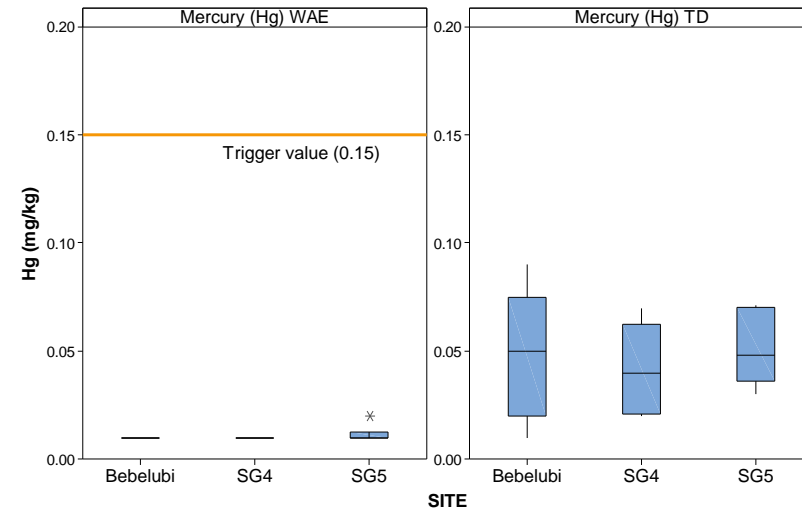 Mercury (Hg) WAE
Mercury (Hg) TD
0.20
0.20
0.15
0.15
Trigger value (0.15)
Hg (mg/kg)
0.10
0.10
0.05
0.05
0.00
0.00
Bebelubi SG4 SG5
Bebelubi SG4 SG5
SITE